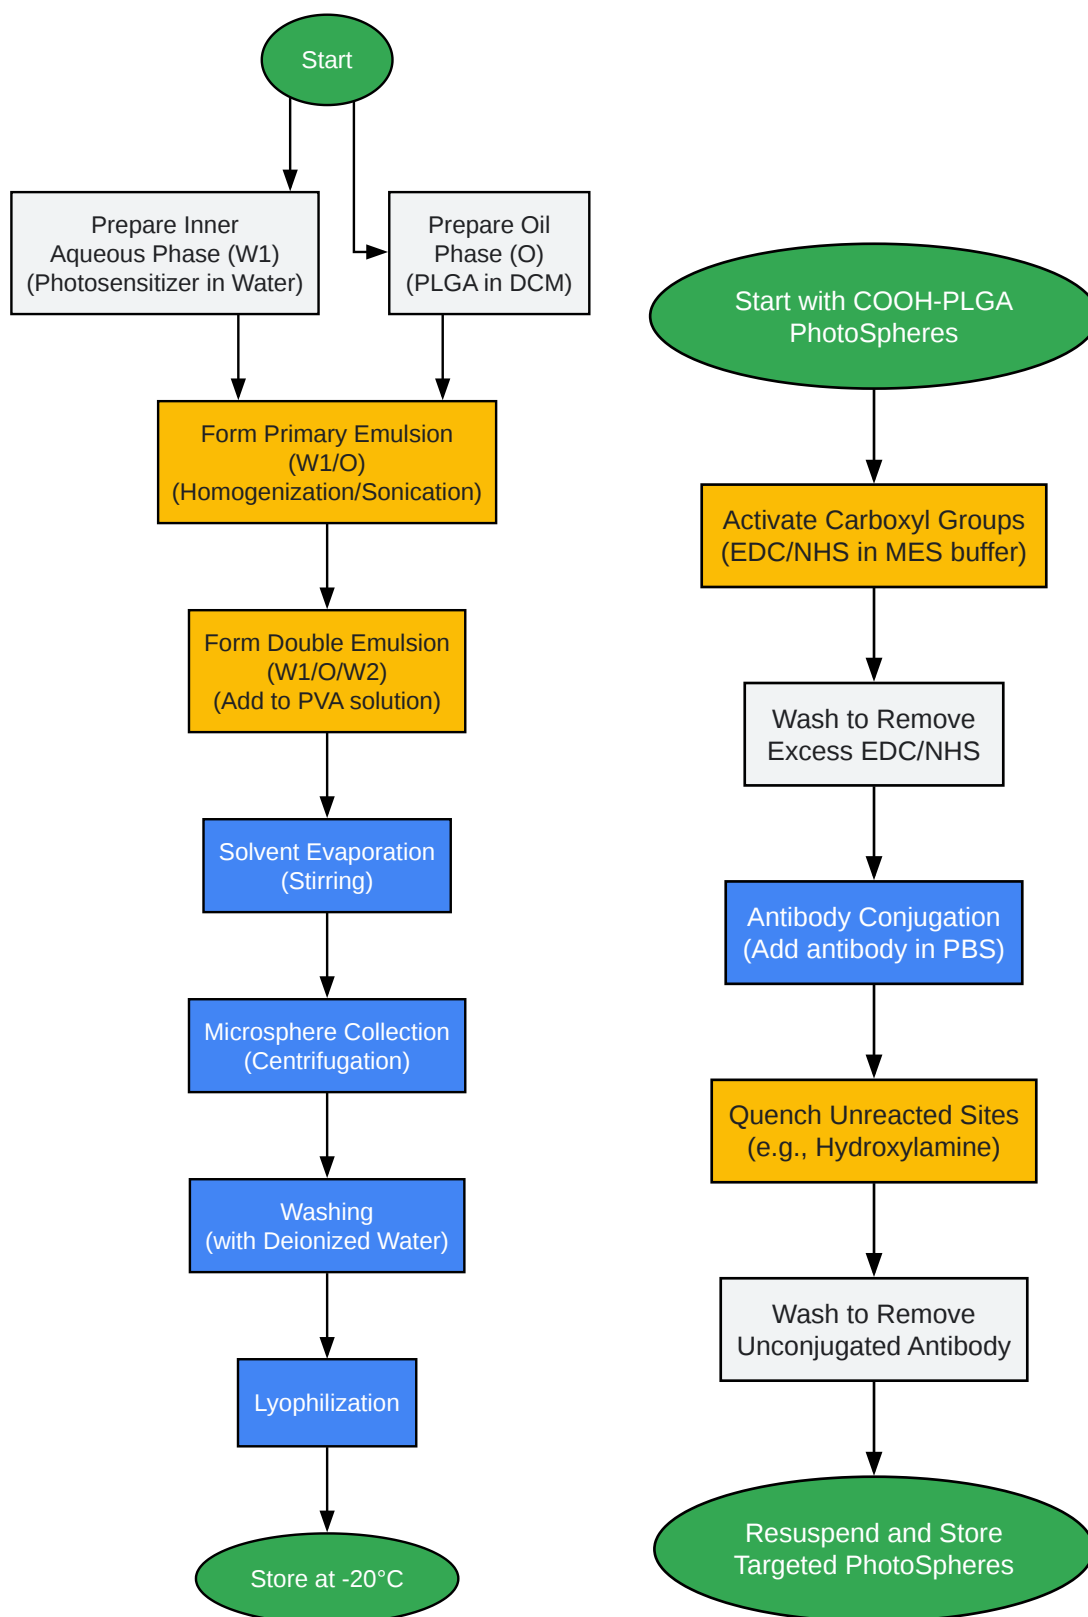 Start
Prepare Inner
Aqueous Phase (W1)
(Photosensitizer in Water)
Prepare Oil
Phase (O)
(PLGA in DCM)
Form Primary Emulsion
(W1/O)
(Homogenization/Sonication)
Form Double Emulsion
(W1/O/W2)
(Add to PVA solution)
Solvent Evaporation
(Stirring)
Microsphere Collection
(Centrifugation)
Washing
(with Deionized Water)
Lyophilization
Store at -20°C
Start with COOH-PLGA
PhotoSpheres
Activate Carboxyl Groups
(EDC/NHS in MES buffer)
Wash to Remove
Excess EDC/NHS
Antibody Conjugation
(Add antibody in PBS)
Quench Unreacted Sites
(e.g., Hydroxylamine)
Wash to Remove
Unconjugated Antibody
Resuspend and Store
Targeted PhotoSpheres